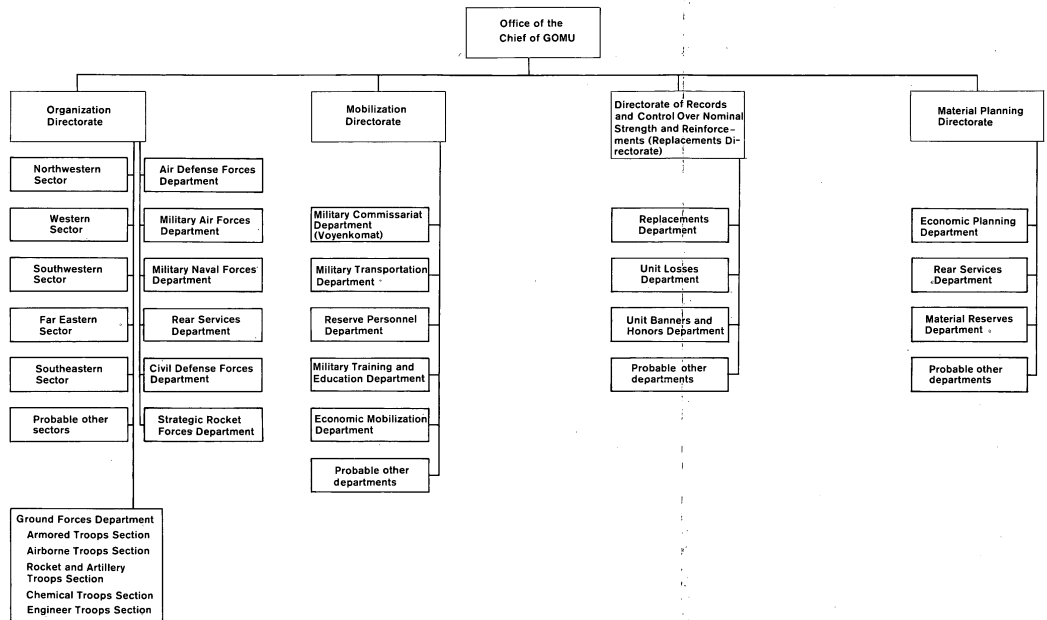 Office of the
Chief of GOMU
Organization
Directorate
Mobilization
Directorate
Directorate of Records
and Control Over Nominal
Strength and Reinforce-
ments (Replacements Di-
rectorate)
Material Planning
Directorate
Northwestern
Sector
Western
Sector
Southwestern
Sector
Far Eastern
Sector
Southeastern
Sector
Probable other
sectors
Air Defense Forces
Department
Military Air Forces
Department
Military Naval Forces
Department
Rear Services
Department
Civil Defense Forces
Department
Strategic Rocket
Forces Department
Ground Forces Department
Armored Troops Section
Airborne Troops Section
Rocket and Artillery
Troops Section
Chemical Troops Section
Engineer Troops Section
Military Commissariat
Department
(Voyenkomat)
Military Transportation
Department
Reserve Personnel
Department
Military Training and
Education Department
Economic Mobilization
Department
Probable other
departments
Replacements
Department
Unit Losses
Department
Unit Banners and
Honors Department
Probable other
departments
Economic Planning
Department
Rear Services
Department
Material Reserves
Department
Probable other
departments